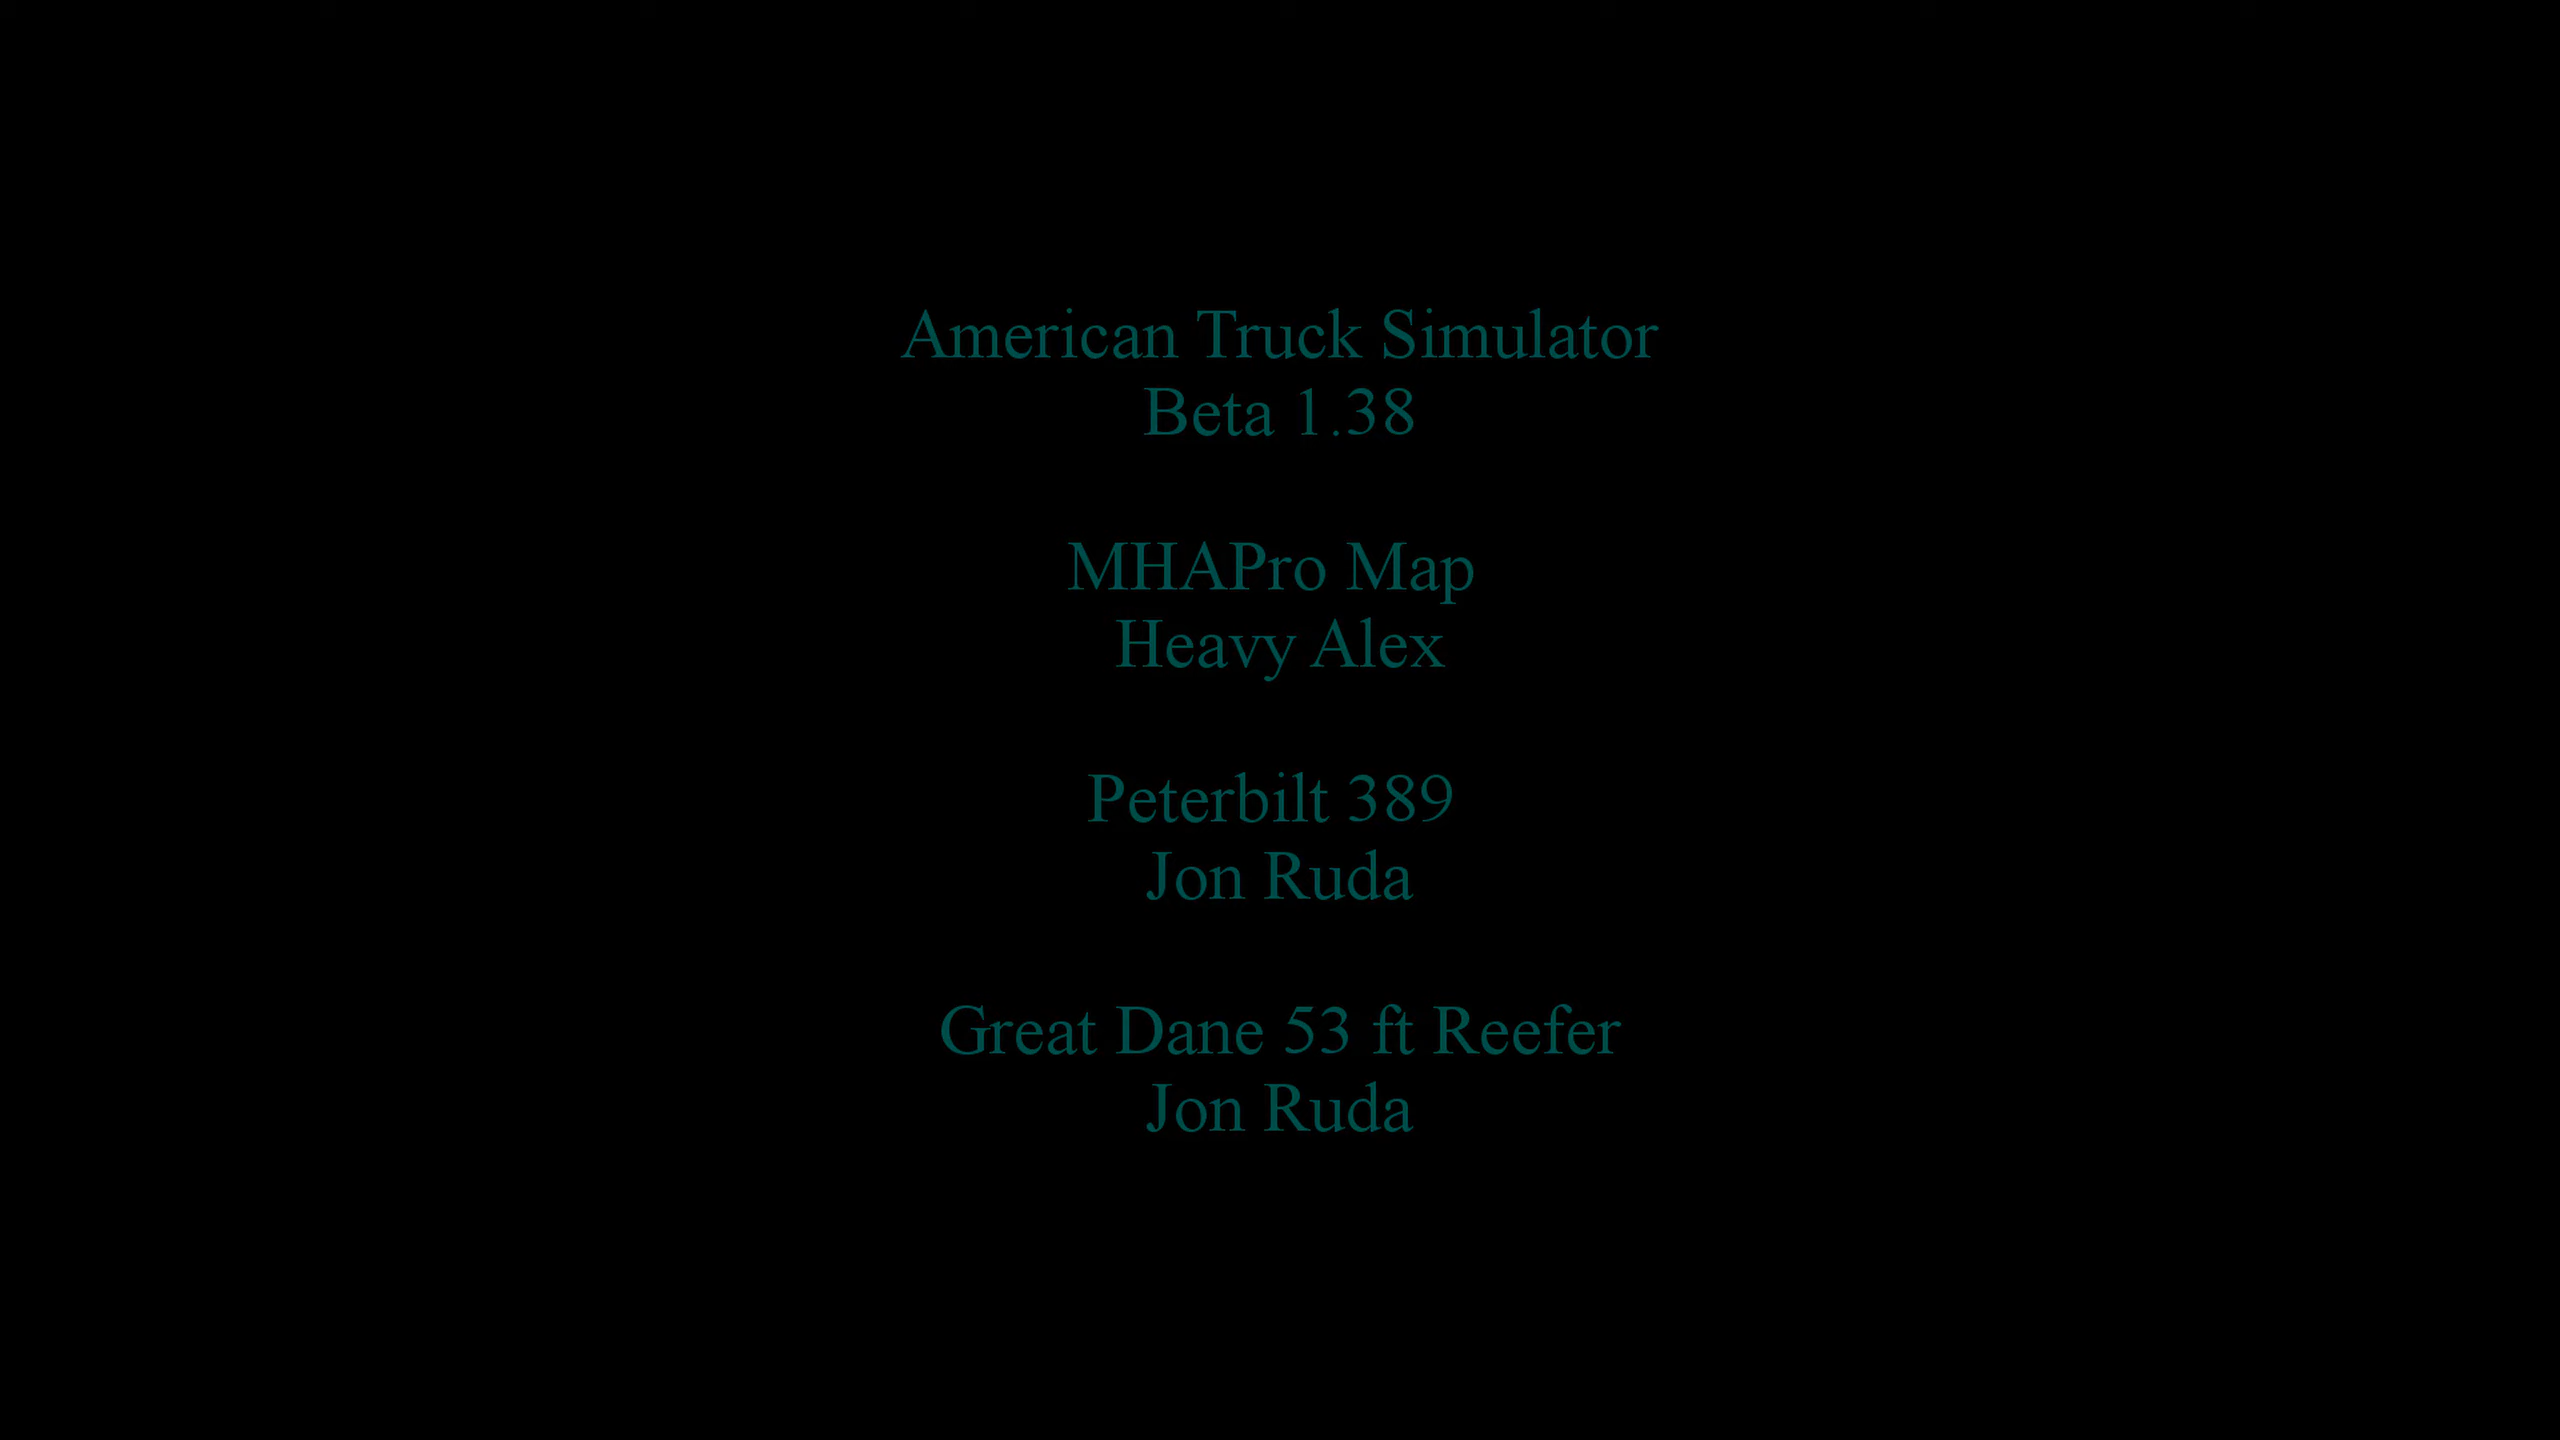 American Truck Simulator
Beta 1.38
MHAPro Map
Heavy Alex
Peterbilt 389
Jon Ruda
Great Dane 53 ft Reefer
Jon Ruda